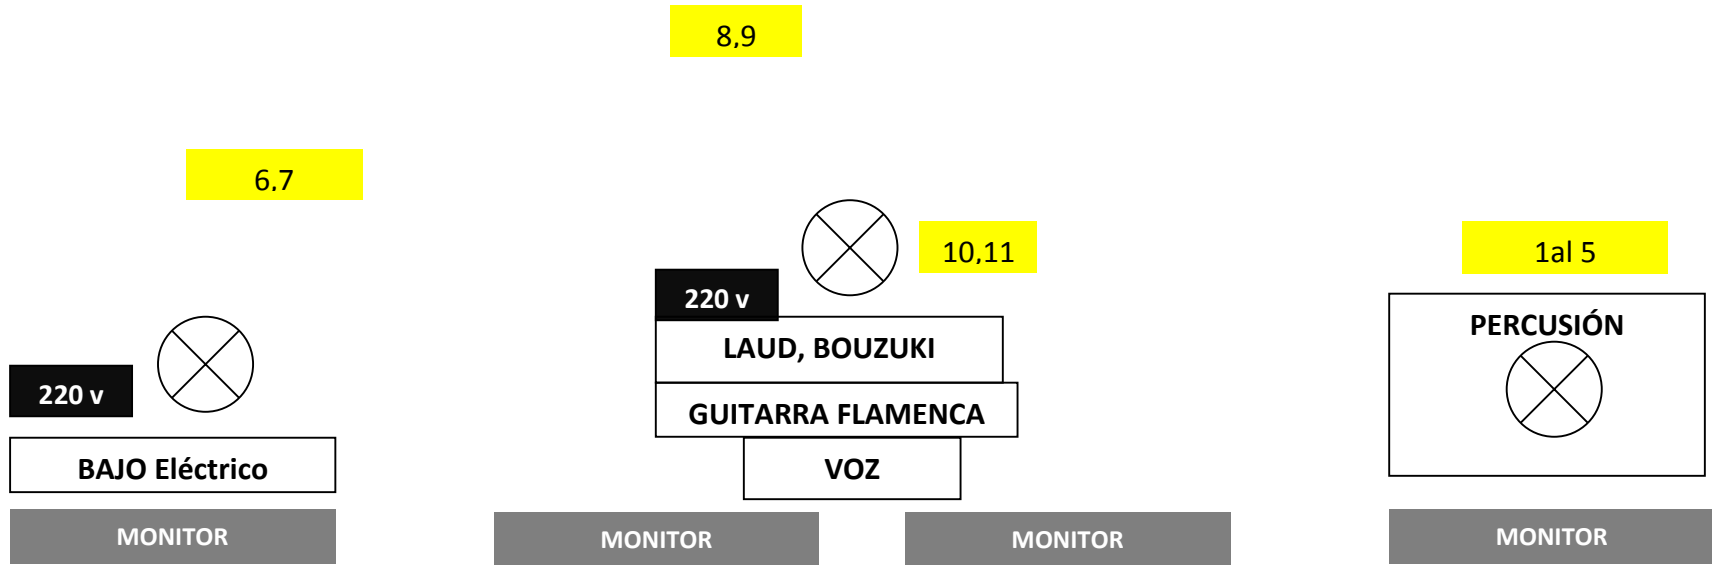 8,9
6,7
10,11
1al 5
220 v
PERCUSIÓN
LAUD, BOUZUKI
220 v
GUITARRA FLAMENCA
BAJO Eléctrico
VOZ
MONITOR
MONITOR
MONITOR
MONITOR